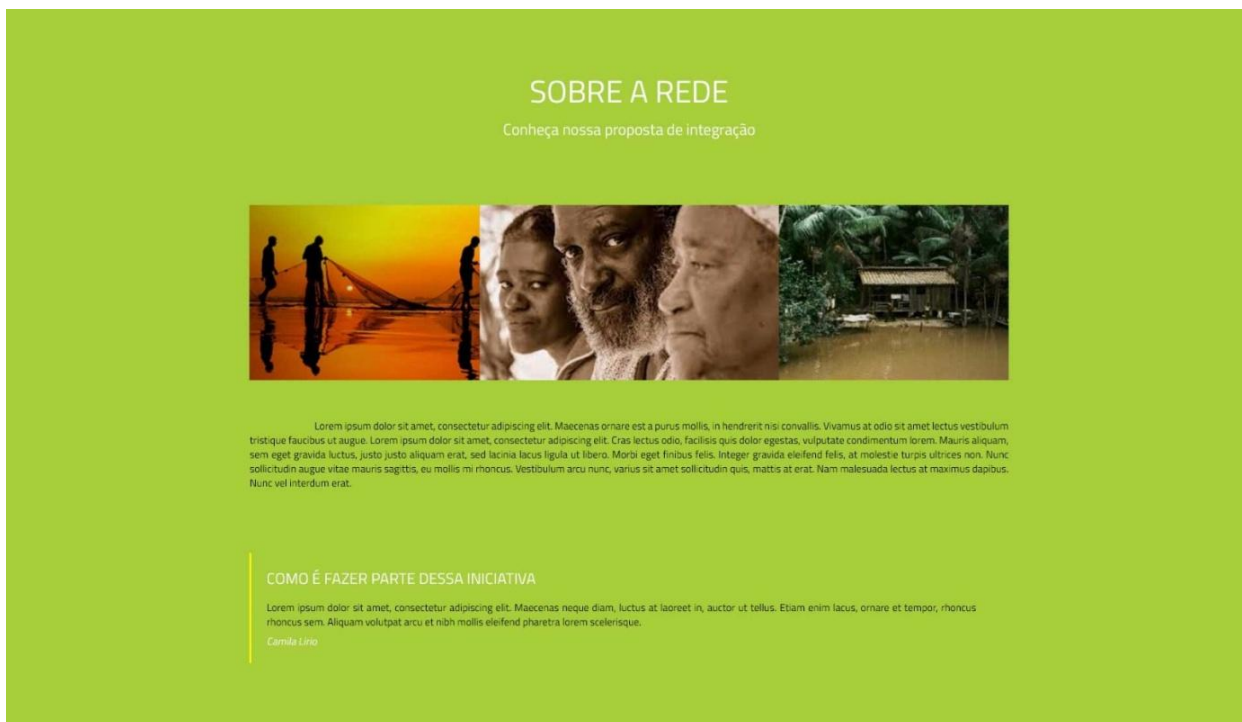 SOBRE A REDE
Conheça nossa proposta de integração
Lorem ipsum dolor sit amet, consectetur adipiscing elit. Maecenas ornare est a purus mollis, in hendrerit nisi convallis. Vivamus at odio sit amet lectus vestibulum
tristique faucibus ut augue. Lorem ipsum dolor sit amet, consectetur adipiscing elit. Cras lectus odio, facilisis quis dolor egestas, vulputate condimentum lorem. Mauris aliquam,
sem eget gravida luctus, justo justo aliquam erat, sed lacinia lacus ligula ut libero. Morbi eget finibus felis. Integer gravida eleifend felis, at molestie turpis ultrices non. Nunc
sollicitudin augue vitae mauris sagittis, eu mollis mi rhoncus. Vestibulum arcu nunc, varius sit amet sollicitudin quis, mattis at erat. Nam malesuada lectus at maximus dapibus.
Nunc vel interdum erat.
COMO É FAZER PARTE DESSA INICIATIVA
Lorem ipsum dolor sit amet, consectetur adipiscing elit. Maecenas neque diam, luctus at laoreet in, auctor ut tellus. Etiam enim lacus, ornare et tempor, rhoncus
rhoncus sem. Aliquam volutpat arcu et nibh mollis eleifend pharetra lorem scelerisque.
Camila Lirio